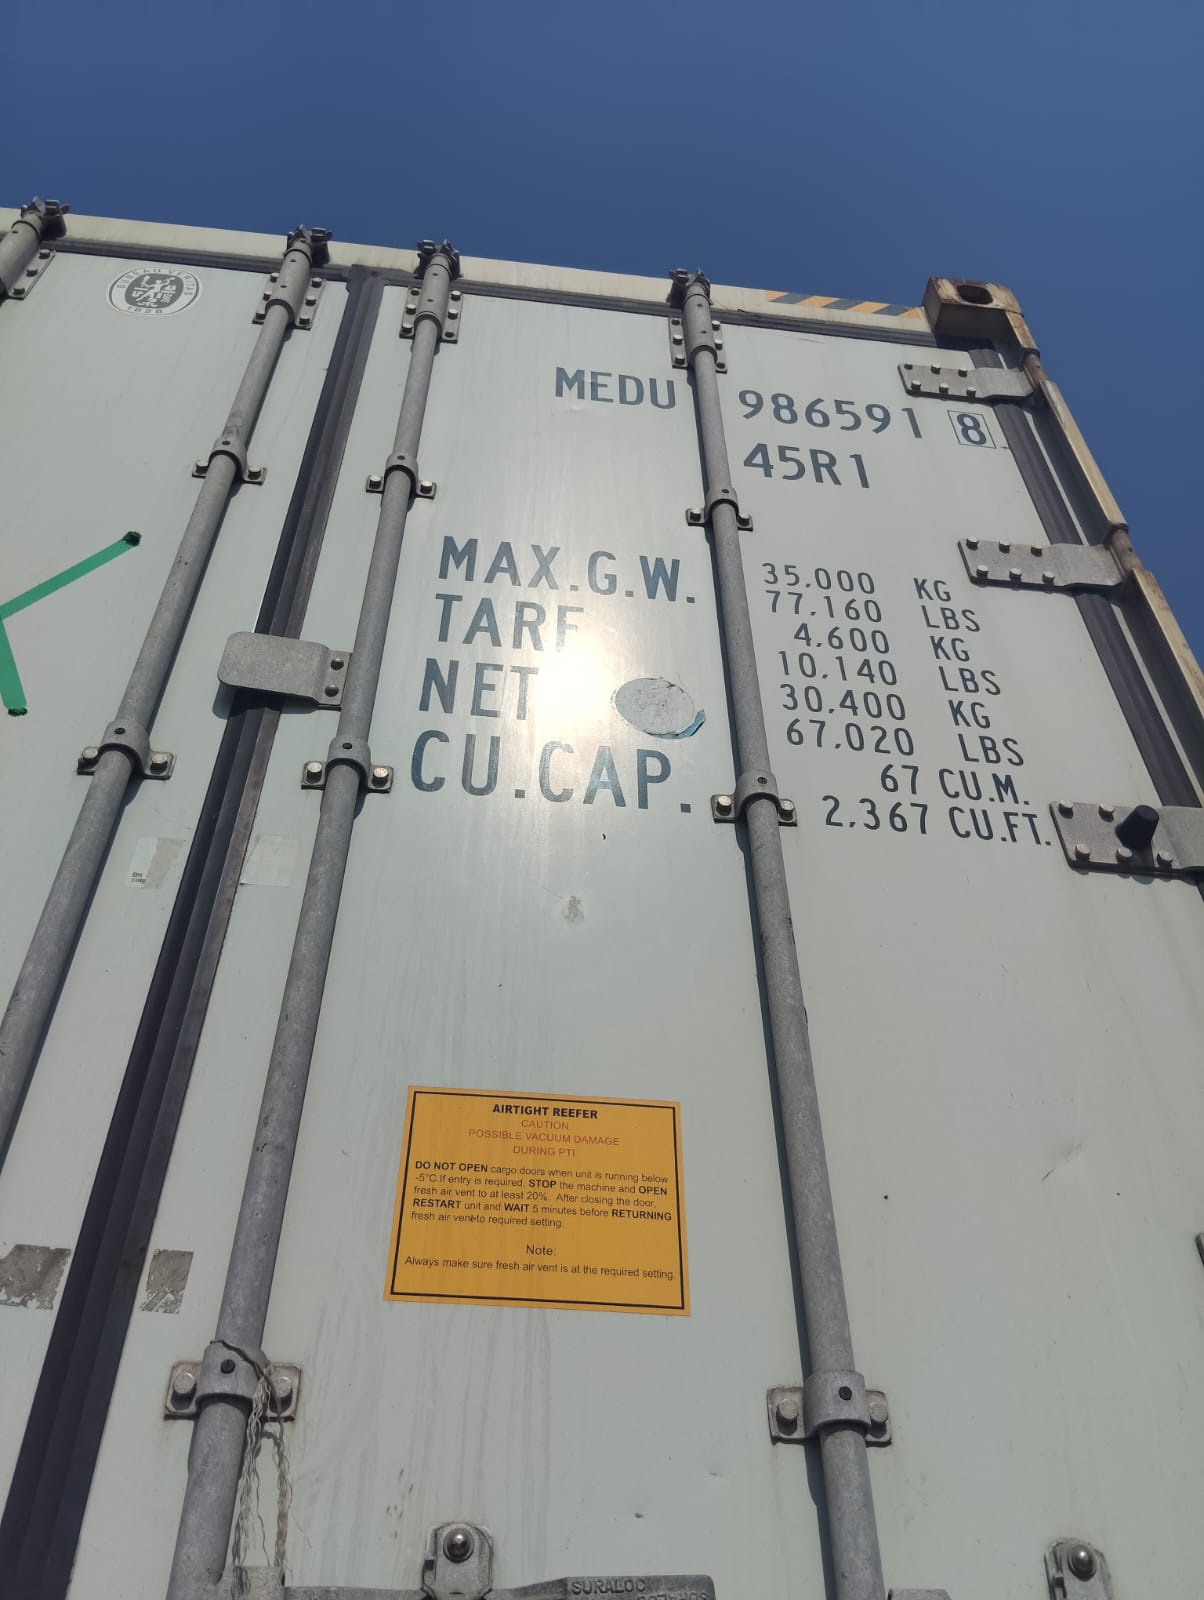 BUREAU VERITAS
1828
MEDU 986591 8
45R1
MAX.G.W. 35,000 KG
77,160 LBS
TARE 4,600 KG
10,140 LBS
NET 30,400 KG
67,020 LBS
CU.CAP. 67 CU.M.
2,367 CU.FT.
AIRTIGHT REEFER
CAUTION
POSSIBLE VACUUM DAMAGE
DURING PTI
DO NOT OPEN cargo doors when unit is running below
-5°C.If entry is required, STOP the machine and OPEN
fresh air vent to at least 20%. After closing the door,
RESTART unit and WAIT 5 minutes before RETURNING
fresh air vent to required setting.
Note:
Always make sure fresh air vent is at the required setting.
SURALOC